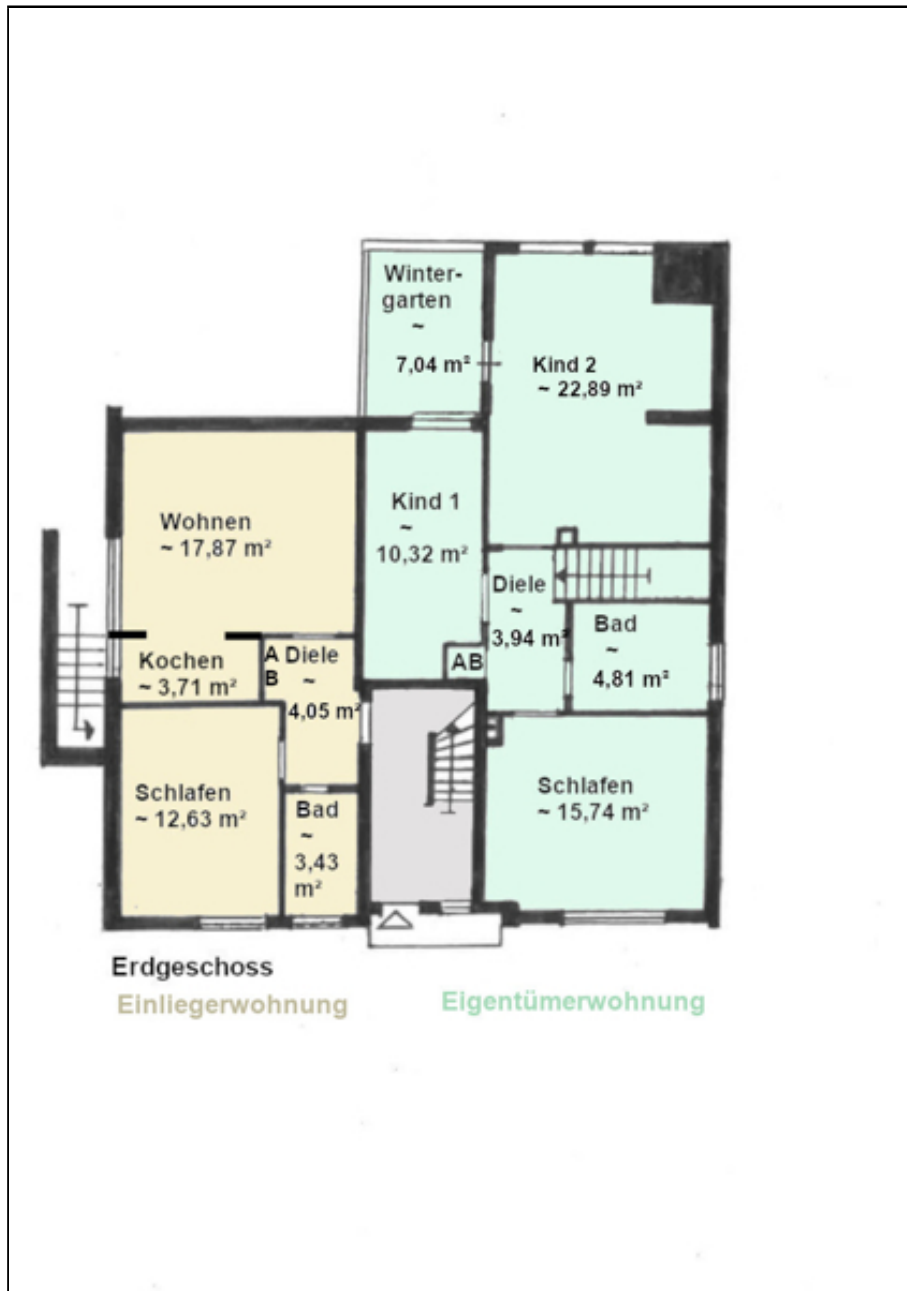 Winter-
garten
~
7,04 m²
Kind 2
~ 22,89 m²
Wohnen
~ 17,87 m²
Kind 1
~
10,32 m²
Diele
~
3,94 m²
Bad
~
4,81 m²
Kochen
~ 3,71 m²
A
B
Diele
~
4,05 m²
AB
Schlafen
~ 12,63 m²
Bad
~
3,43
m²
Schlafen
~ 15,74 m²
Erdgeschoss
Einliegerwohnung
Eigentümerwohnung